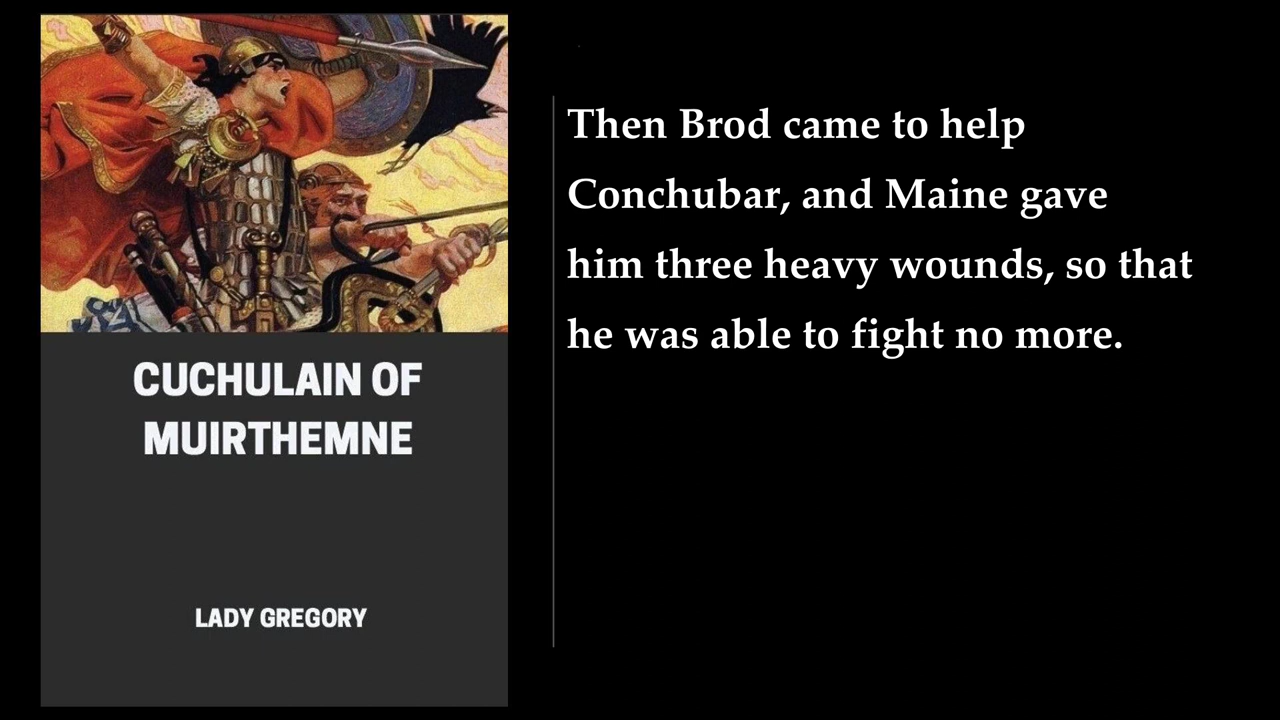 CUCHULAIN OF
MUIRTHEMNE
LADY GREGORY
Then Brod came to help
Conchubar, and Maine gave
him three heavy wounds, so that
he was able to fight no more.